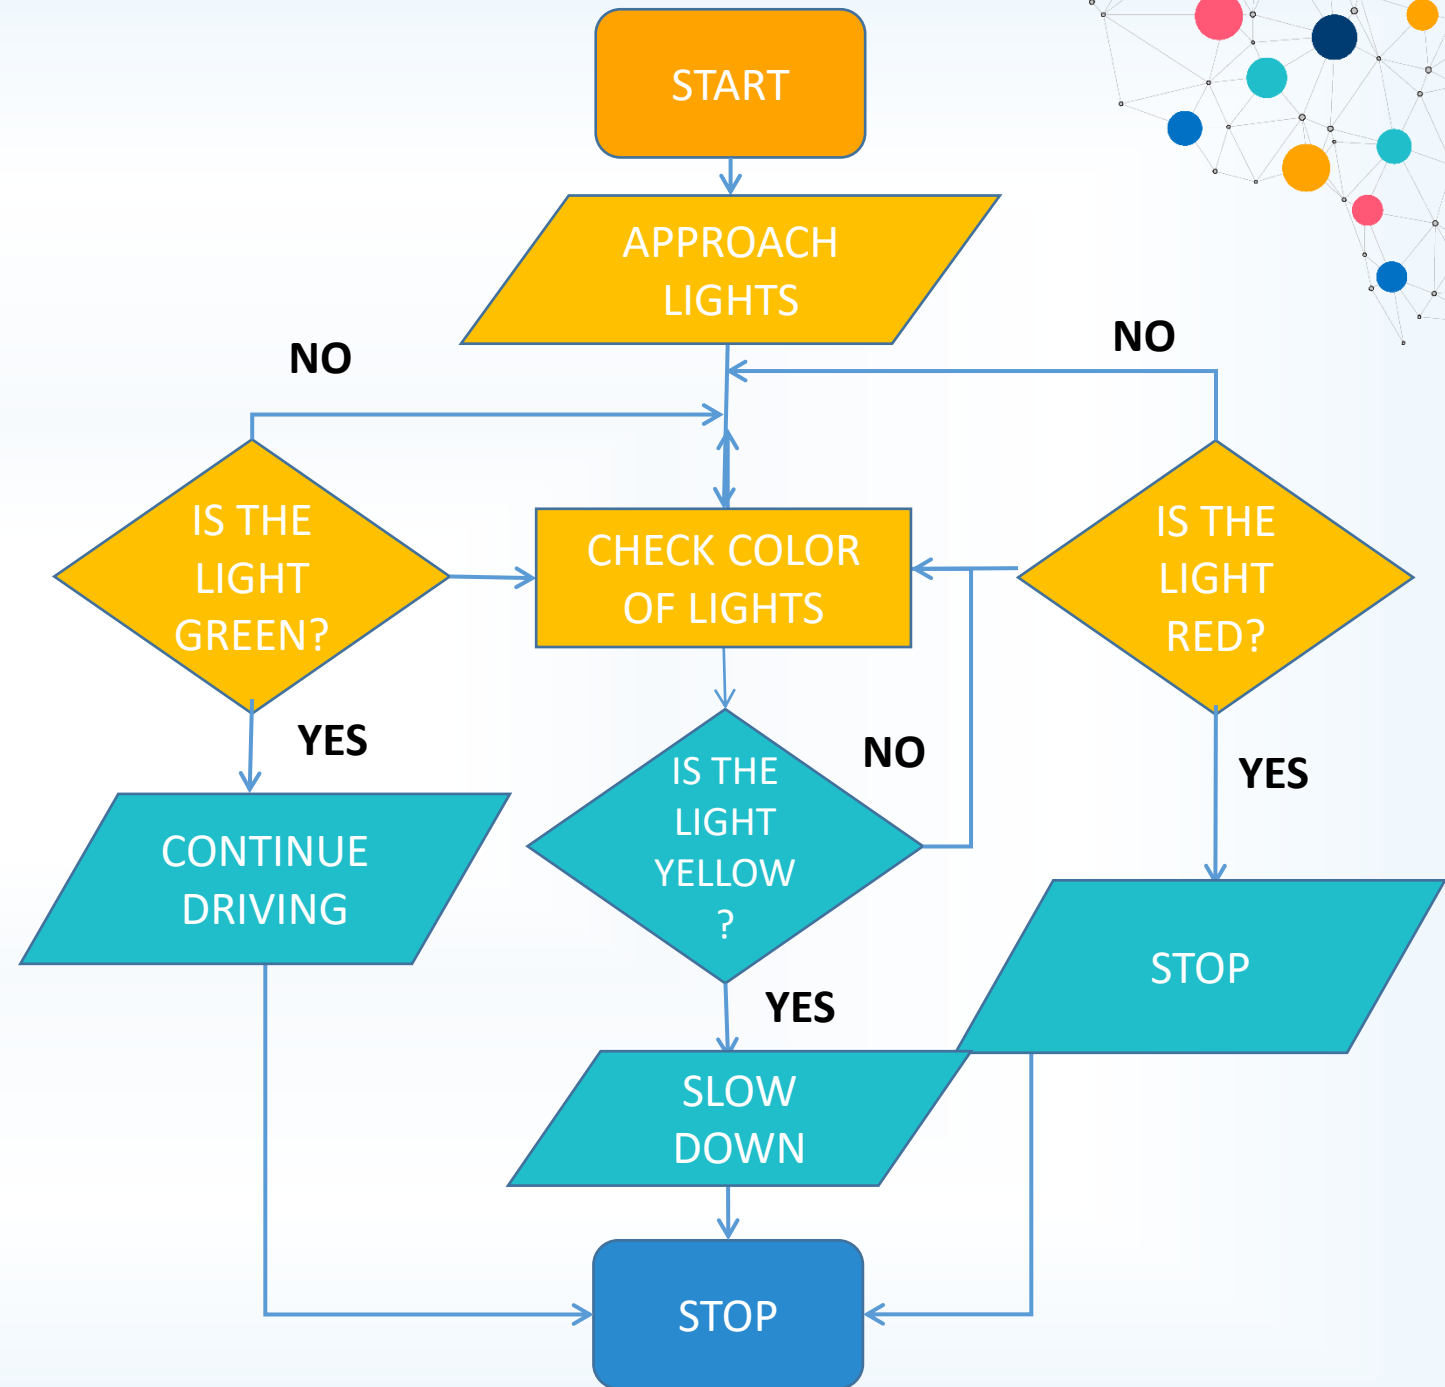 START
APPROACH
LIGHTS
NO
NO
IS THE
LIGHT
GREEN?
CHECK COLOR
OF LIGHTS
IS THE
LIGHT
RED?
YES
NO
YES
IS THE
LIGHT
YELLOW
?
CONTINUE
DRIVING
STOP
YES
SLOW
DOWN
STOP